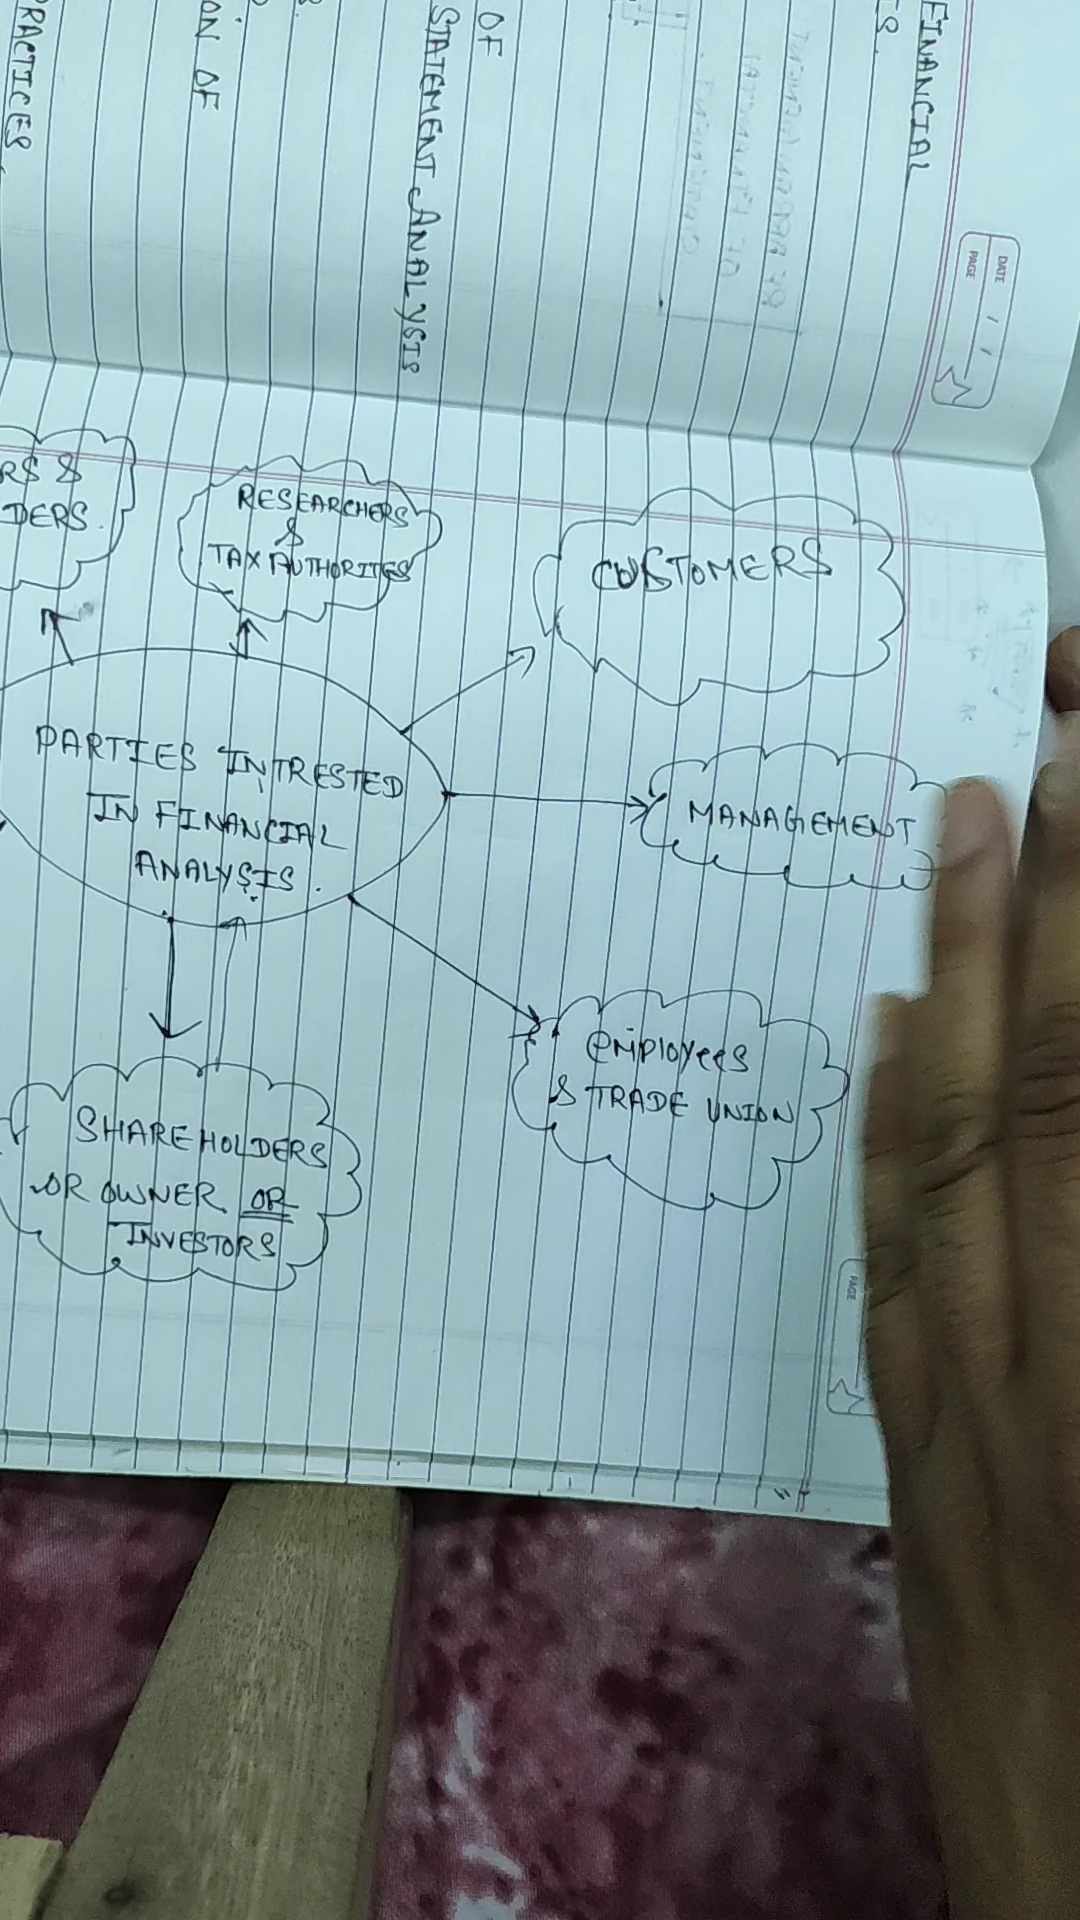 FINANCIAL
OF
STATEMENT ANALYSIS
ON OF
PRACTICES
DATE / /
PAGE
RS &
DERS.
RESEARCHERS
&
TAX AUTHORITES
CUSTOMERS
PARTIES INTRESTED
IN FINANCIAL
ANALYSIS.
MANAGEMENT
EMPLOYEES
& TRADE UNION
SHAREHOLDERS
OR OWNER OR
INVESTORS
PAGE